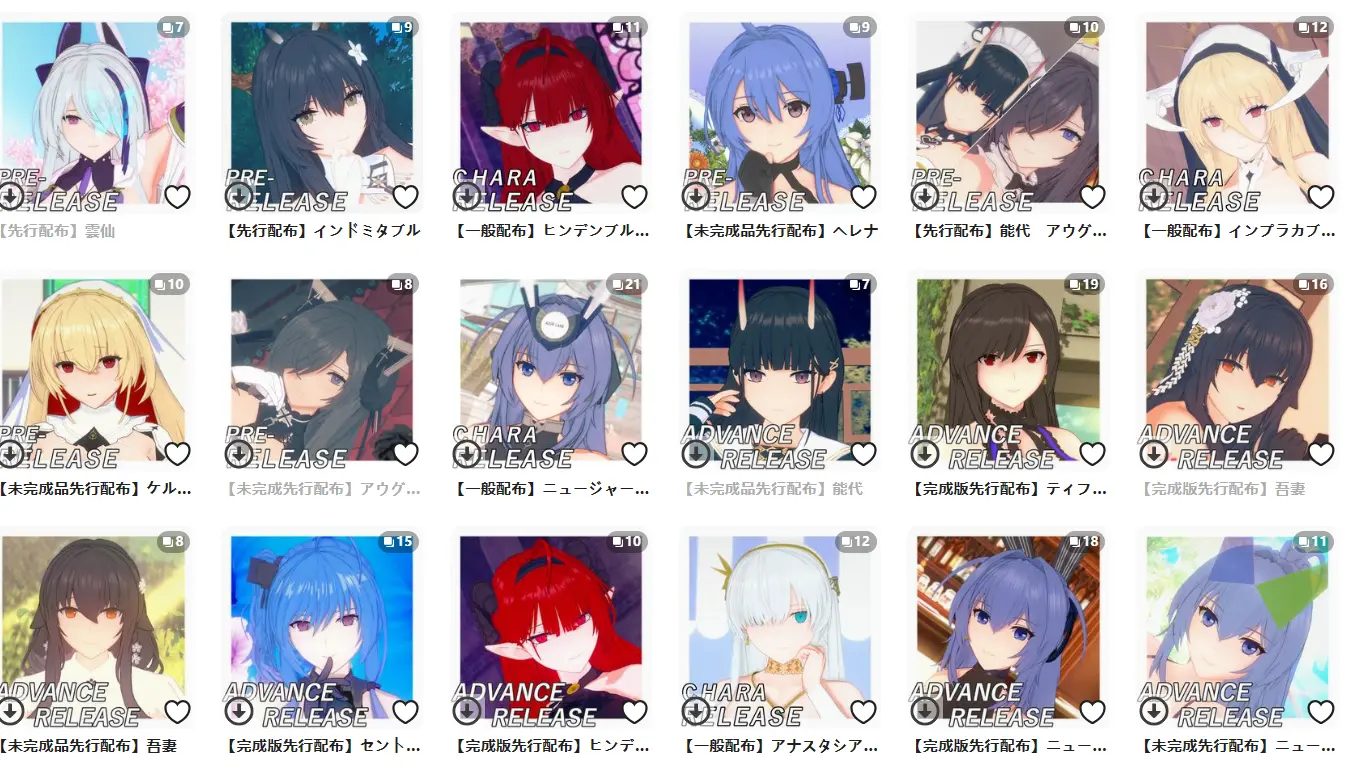 7
9
11
9
10
12
PRE-
RELEASE
PRE-
RELEASE
CHARA
RELEASE
PRE-
RELEASE
PRE-
RELEASE
CHARA
RELEASE
【先行配布】雲仙
【先行配布】インドミタブル
【一般配布】ヒンデンブル...
【未完成品先行配布】ヘレナ
【先行配布】能代　アウグ...
【一般配布】インプラカブ...
10
8
21
7
19
16
PRE-
RELEASE
PRE-
RELEASE
CHARA
RELEASE
ADVANCE
RELEASE
ADVANCE
RELEASE
ADVANCE
RELEASE
【未完成品先行配布】ケル...
【未完成先行配布】アウグ...
【一般配布】ニュージャー...
【未完成品先行配布】能代
【完成版先行配布】ティフ...
【完成版先行配布】吾妻
8
15
10
12
18
11
ADVANCE
RELEASE
ADVANCE
RELEASE
ADVANCE
RELEASE
CHARA
RELEASE
ADVANCE
RELEASE
ADVANCE
RELEASE
【未完成品先行配布】吾妻
【完成版先行配布】セント...
【完成版先行配布】ヒンデ...
【一般配布】アナスタシア...
【完成版先行配布】ニュー...
【未完成先行配布】ニュー...